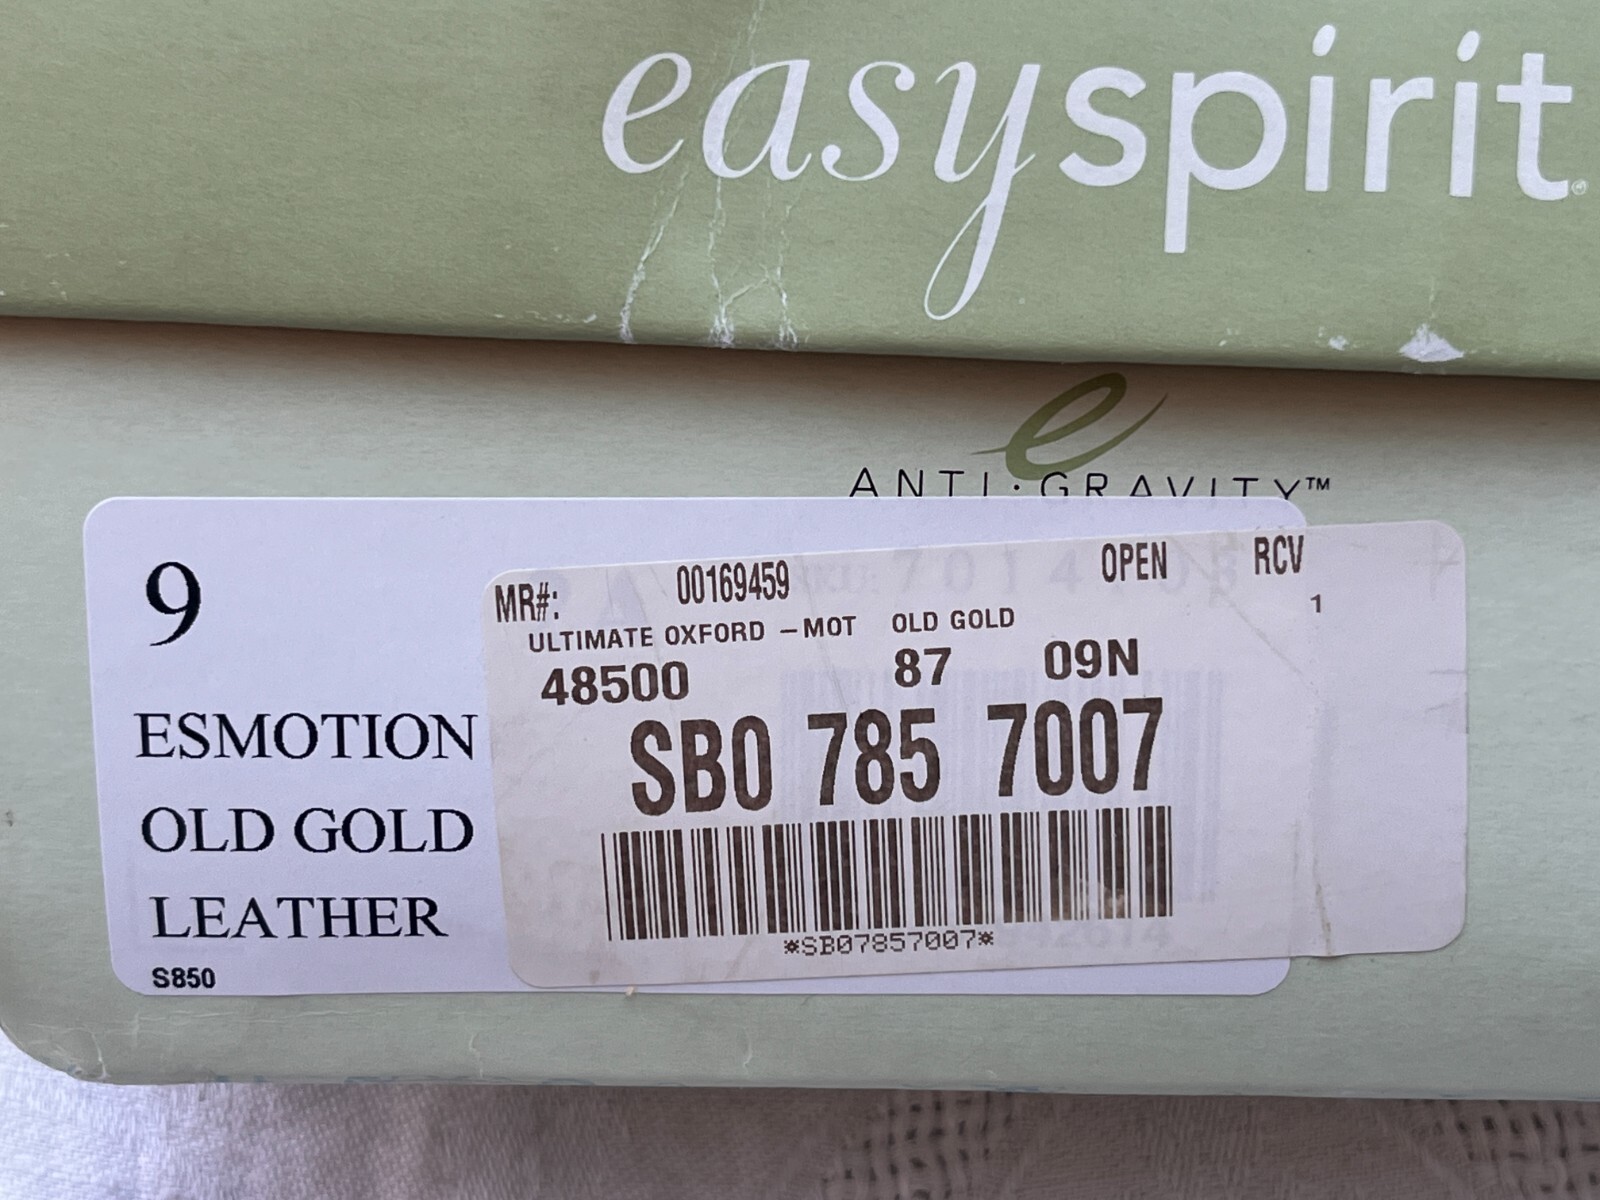 easyspirit®
e
ANTI·GRAVITY™
9
ESMOTION
OLD GOLD
LEATHER
S850
MR#: 00169459 OPEN RCV
1
ULTIMATE OXFORD -MOT OLD GOLD
48500 87 09N
SB0 785 7007
*SB07857007*